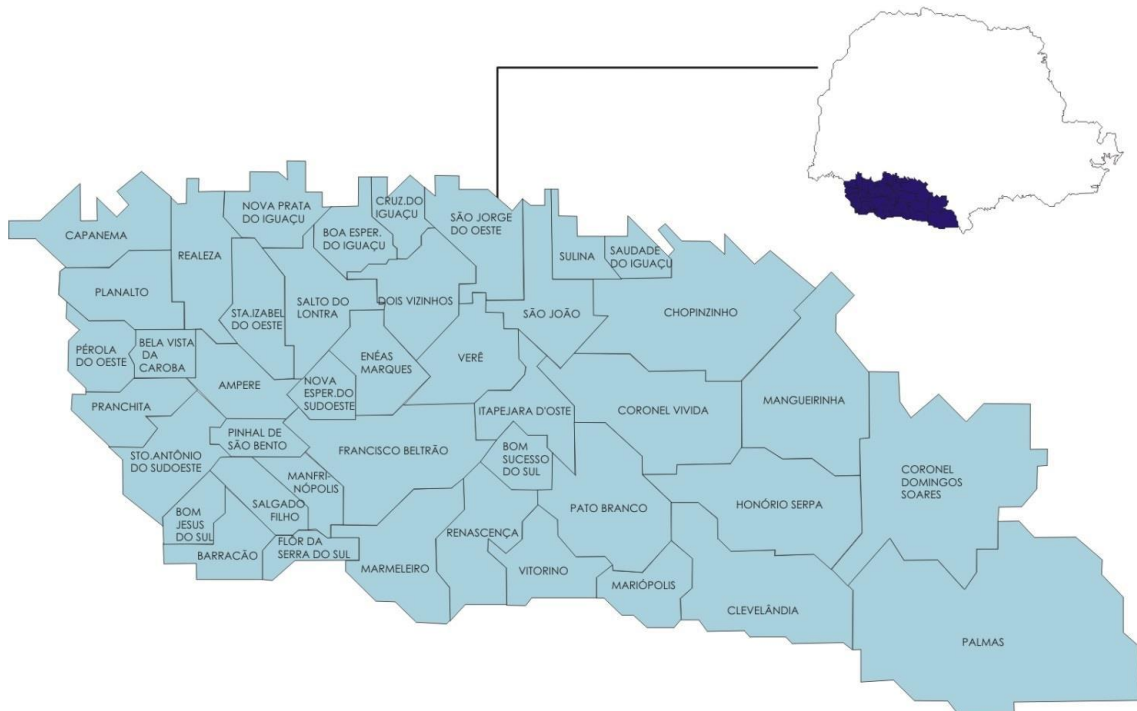 CAPANEMA
REALEZA
NOVA PRATA
DO IGUAÇU
BOA ESPER.
DO IGUAÇU
CRUZ.DO
IGUAÇU
SÃO JORGE
DO OESTE
SULINA
SAUDADE
DO IGUAÇU
PLANALTO
STA.IZABEL
DO OESTE
SALTO DO
LONTRA
DOIS VIZINHOS
SÃO JOÃO
CHOPINZINHO
PÉROLA
DO OESTE
BELA VISTA
DA
CAROBA
AMPERE
NOVA
ESPER.DO
SUDOESTE
ENÉAS
MARQUES
VERÊ
PRANCHITA
ITAPEJARA D'OSTE
CORONEL VIVIDA
MANGUEIRINHA
PINHAL DE
SÃO BENTO
FRANCISCO BELTRÃO
BOM
SUCESSO
DO SUL
STO.ANTÔNIO
DO SUDOESTE
MANFRI-
NÓPOLIS
SALGADO
FILHO
CORONEL
DOMINGOS
SOARES
BOM
JESUS
DO SUL
PATO BRANCO
HONÓRIO SERPA
RENASCENÇA
BARRACÃO
FLÔR DA
SERRA DO SUL
MARMELEIRO
VITORINO
MARIÓPOLIS
CLEVELÂNDIA
PALMAS